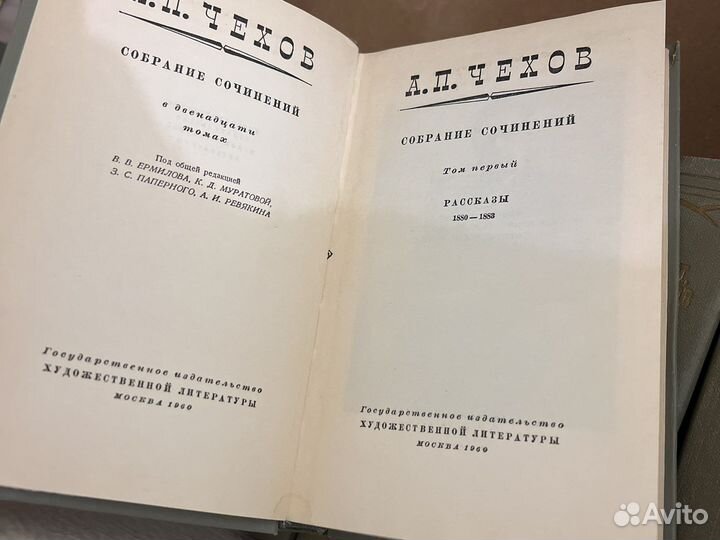 А.П. ЧЕХОВ
СОБРАНИЕ СОЧИНЕНИЙ
в двенадцати
томах
Под общей редакцией
В. В. ЕРМИЛОВА, К. Д. МУРАТОВОЙ,
З. С. ПАПЕРНОГО, А. И. РЕВЯКИНА
Государственное издательство
ХУДОЖЕСТВЕННОЙ ЛИТЕРАТУРЫ
МОСКВА 1960
А. П. ЧЕХОВ
СОБРАНИЕ СОЧИНЕНИЙ
Том первый
РАССКАЗЫ
1880—1883
Государственное издательство
ХУДОЖЕСТВЕННОЙ ЛИТЕРАТУРЫ
МОСКВА 1960
Avito